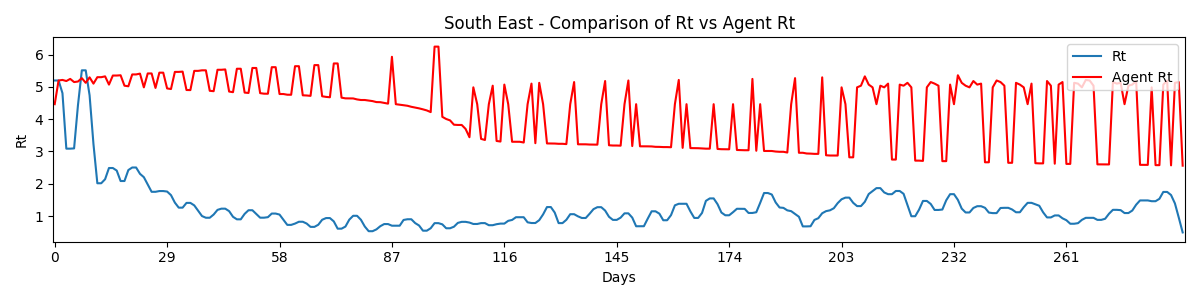 South East - Comparison of Rt vs Agent Rt
Rt
Agent Rt
6
5
4
3
2
1
Rt
0 29 58 87 116 145 174 203 232 261
Days